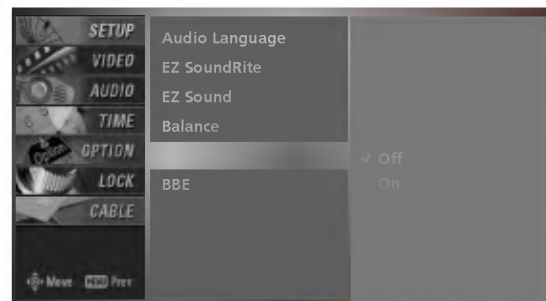 SETUP
VIDEO
AUDIO
TIME
OPTION
LOCK
CABLE
Move MENU Prev
Audio Language
EZ SoundRite
EZ Sound
Balance
BBE
✓ Off
On